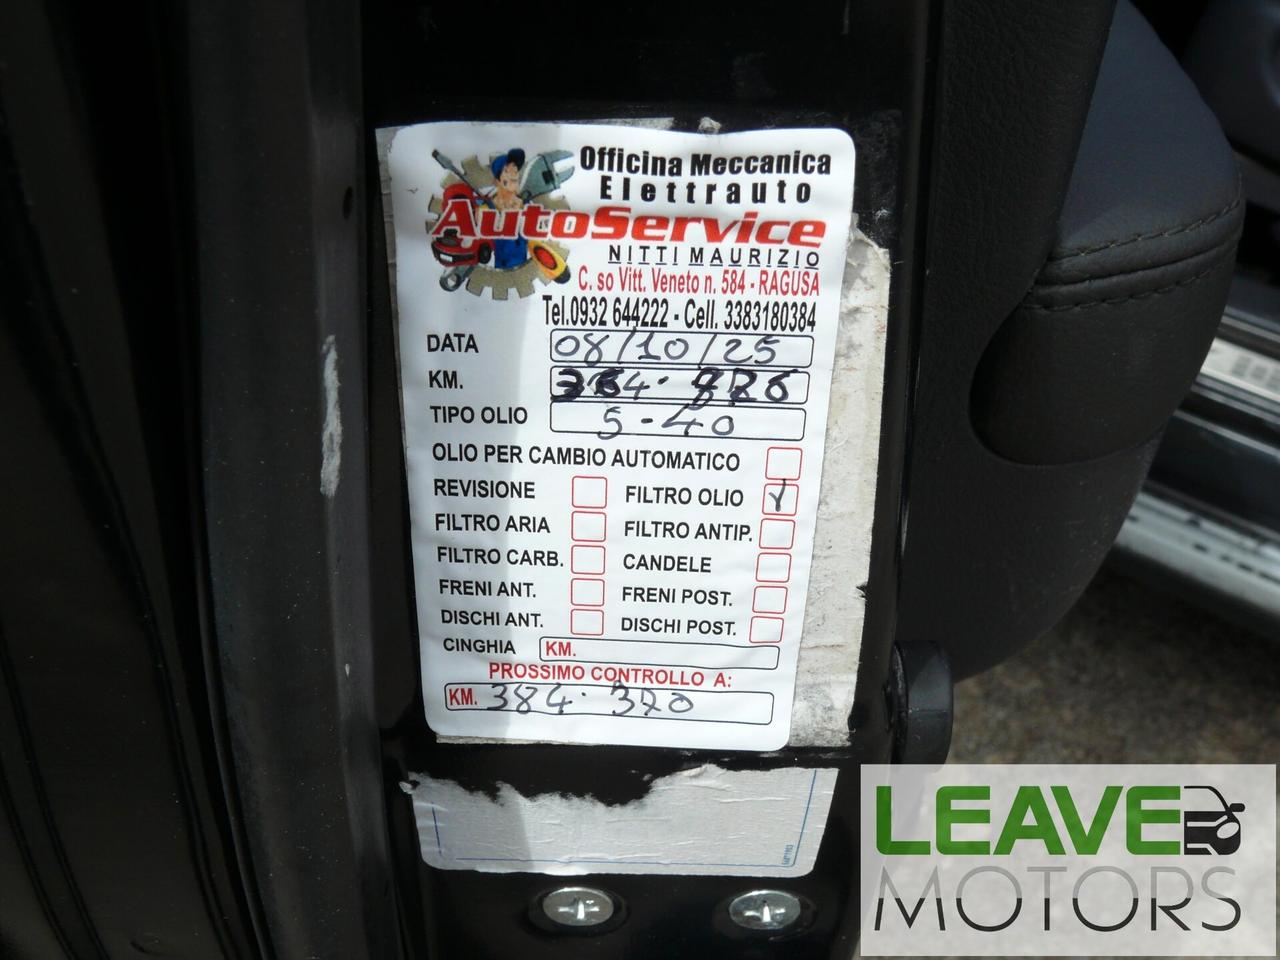 Officina Meccanica
Elettrauto
AutoService
NITTI MAURIZIO
C. so Vitt. Veneto n. 584 - RAGUSA
Tel.0932 644222 - Cell. 3383180384
DATA 08/10/25
KM.
TIPO OLIO 5-40
OLIO PER CAMBIO AUTOMATICO
REVISIONE FILTRO OLIO
FILTRO ARIA FILTRO ANTIP.
FILTRO CARB. CANDELE
FRENI ANT. FRENI POST.
DISCHI ANT. DISCHI POST.
CINGHIA KM.
PROSSIMO CONTROLLO A:
KM. 384.370
LEAVE
MOTORS